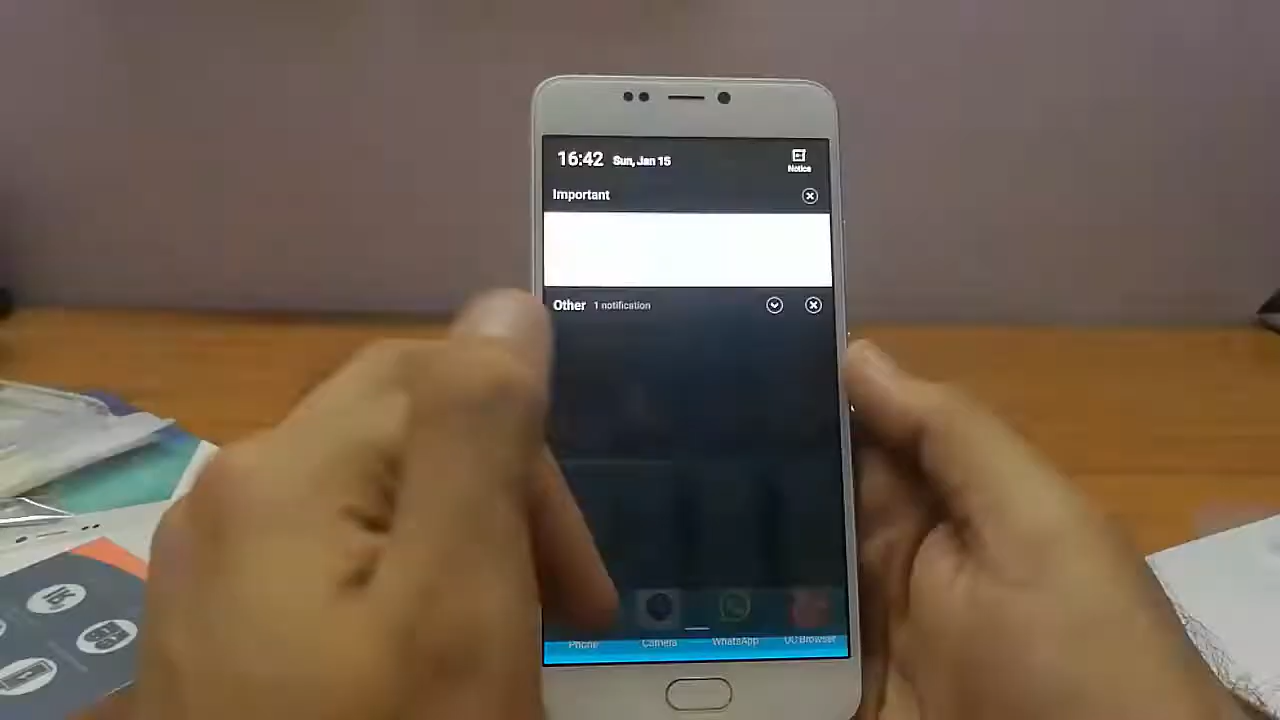 16:42 Sun, Jan 15
Notice
Important
Other 1 notification
Phone Camera WhatsApp UC Browser